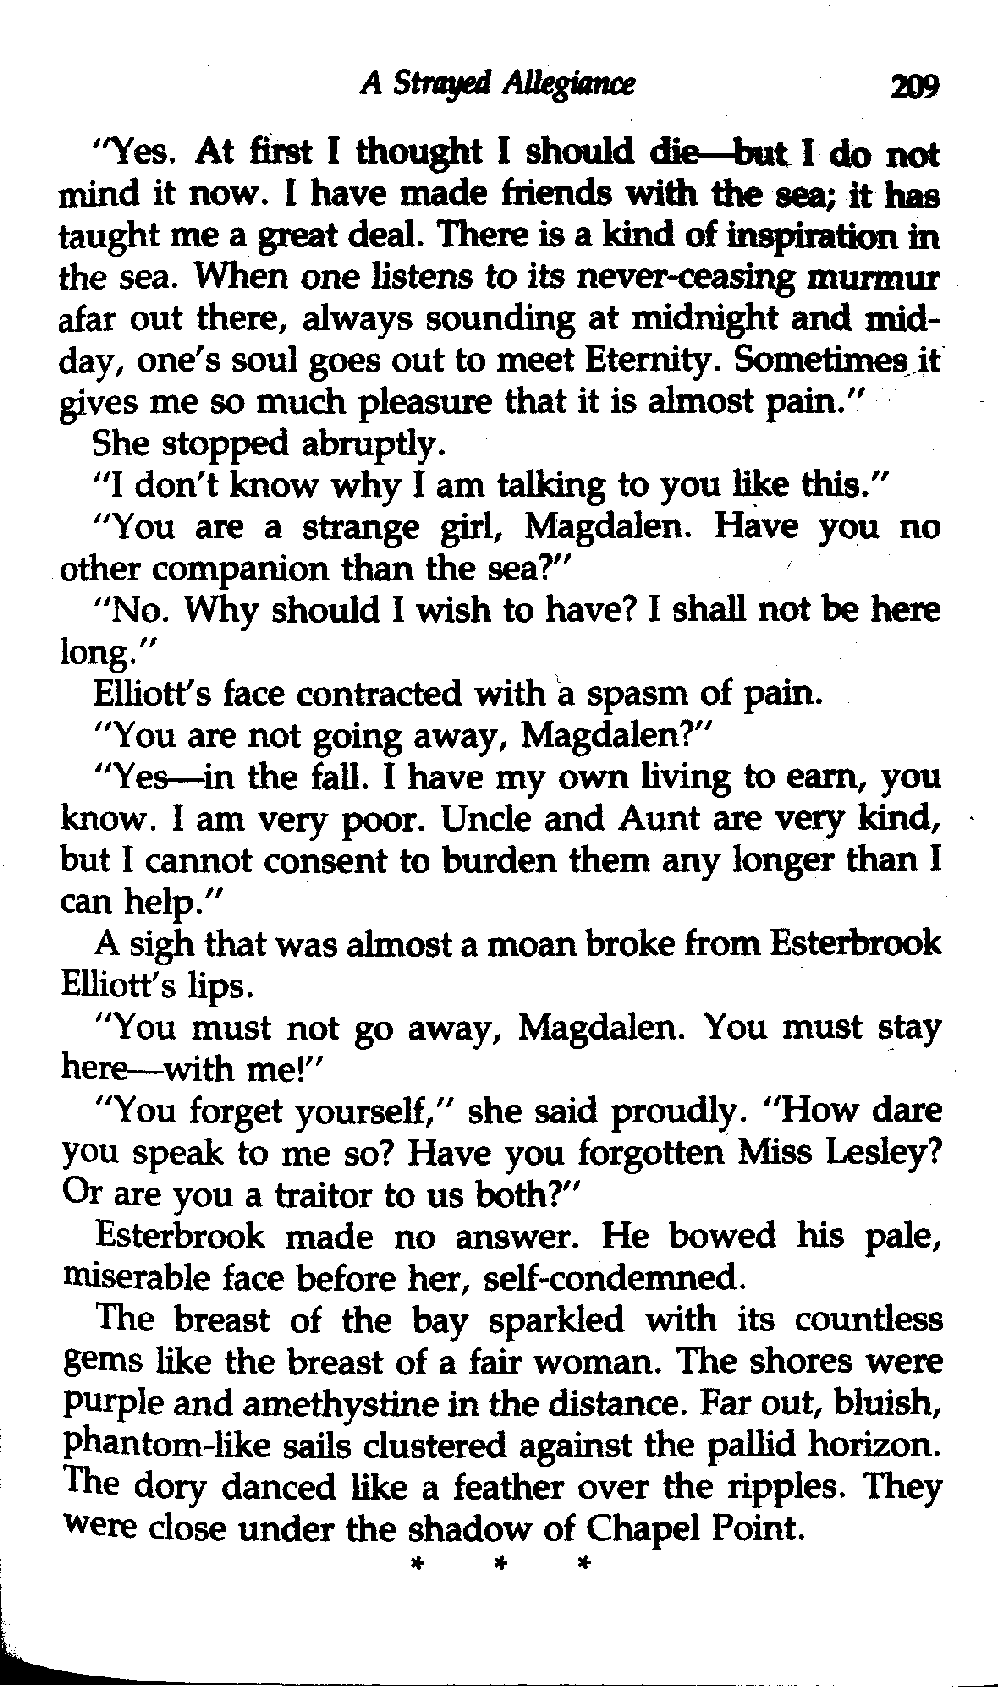 A Strayed Allegiance 209
"Yes. At first I thought I should die—but I do not
mind it now. I have made friends with the sea; it has
taught me a great deal. There is a kind of inspiration in
the sea. When one listens to its never-ceasing murmur
afar out there, always sounding at midnight and mid-
day, one's soul goes out to meet Eternity. Sometimes it
gives me so much pleasure that it is almost pain."
She stopped abruptly.
"I don't know why I am talking to you like this."
"You are a strange girl, Magdalen. Have you no
other companion than the sea?"
"No. Why should I wish to have? I shall not be here
long."
Elliott's face contracted with a spasm of pain.
"You are not going away, Magdalen?"
"Yes—in the fall. I have my own living to earn, you
know. I am very poor. Uncle and Aunt are very kind,
but I cannot consent to burden them any longer than I
can help."
A sigh that was almost a moan broke from Esterbrook
Elliott's lips.
"You must not go away, Magdalen. You must stay
here—with me!"
"You forget yourself," she said proudly. "How dare
you speak to me so? Have you forgotten Miss Lesley?
Or are you a traitor to us both?"
Esterbrook made no answer. He bowed his pale,
miserable face before her, self-condemned.
The breast of the bay sparkled with its countless
gems like the breast of a fair woman. The shores were
purple and amethystine in the distance. Far out, bluish,
phantom-like sails clustered against the pallid horizon.
The dory danced like a feather over the ripples. They
were close under the shadow of Chapel Point.
* * *